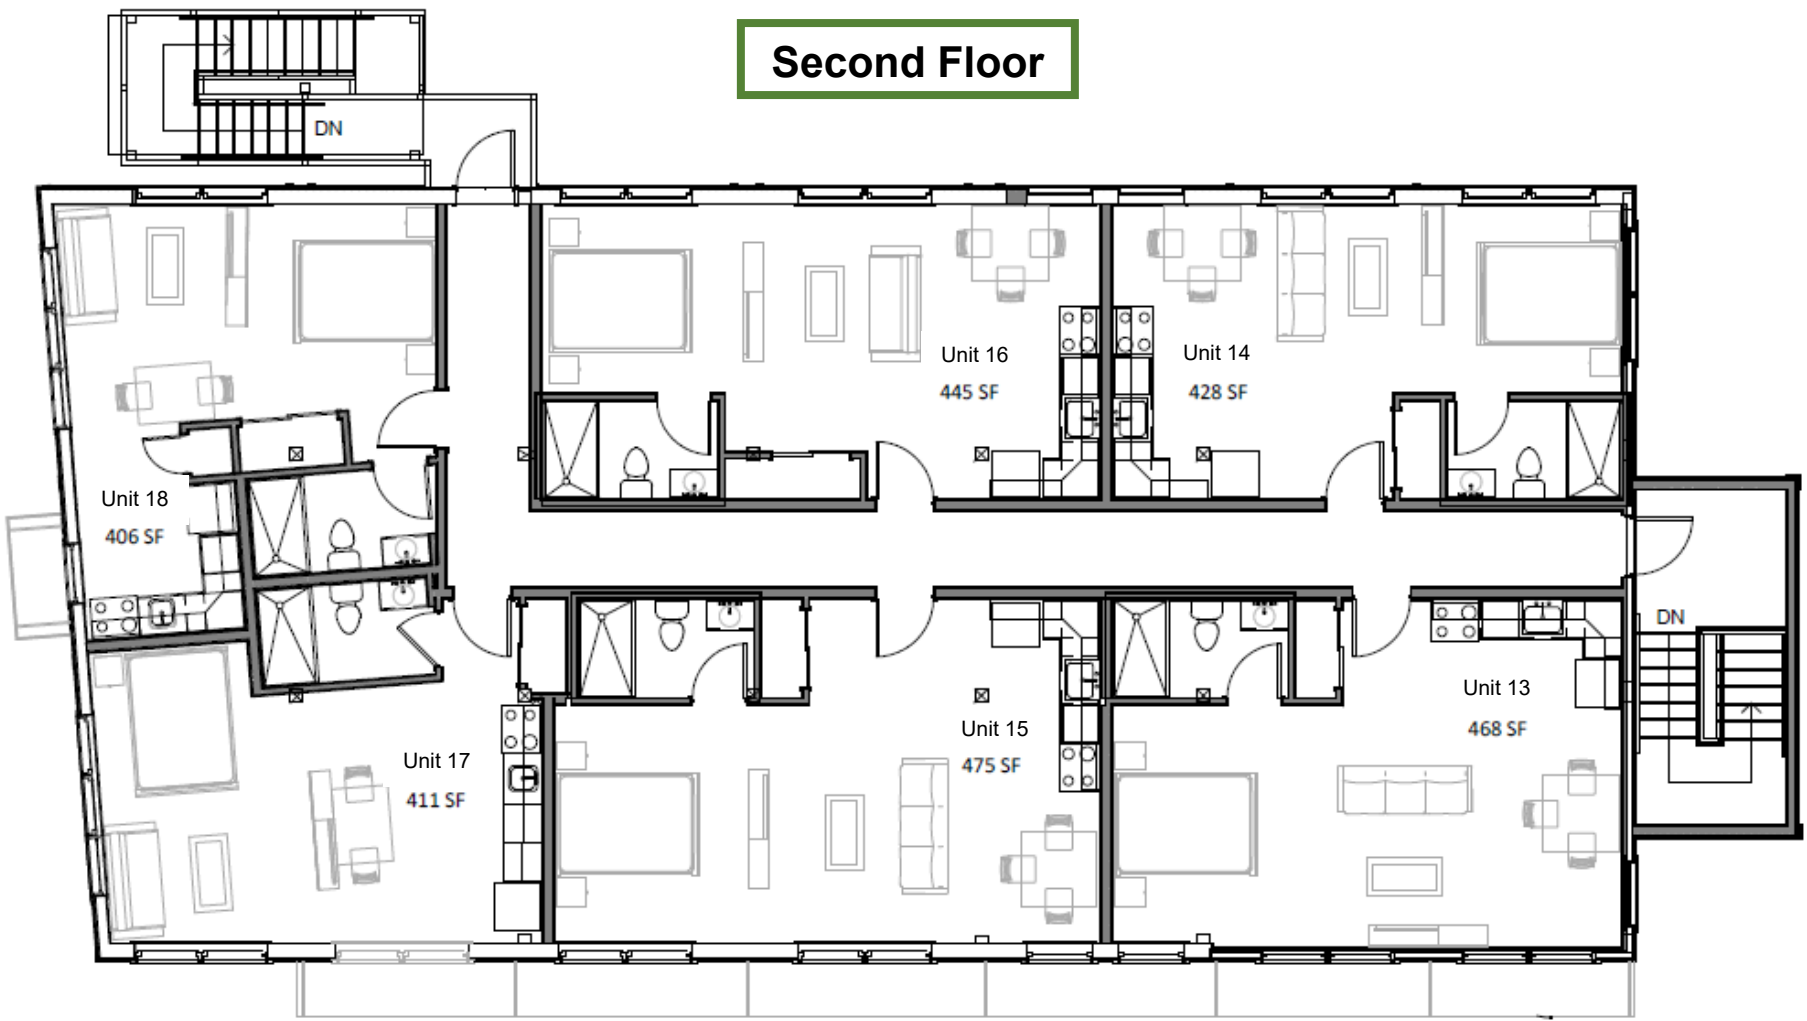 Second Floor
DN
Unit 16
445 SF
Unit 14
428 SF
Unit 18
406 SF
DN
Unit 13
468 SF
Unit 15
475 SF
Unit 17
411 SF